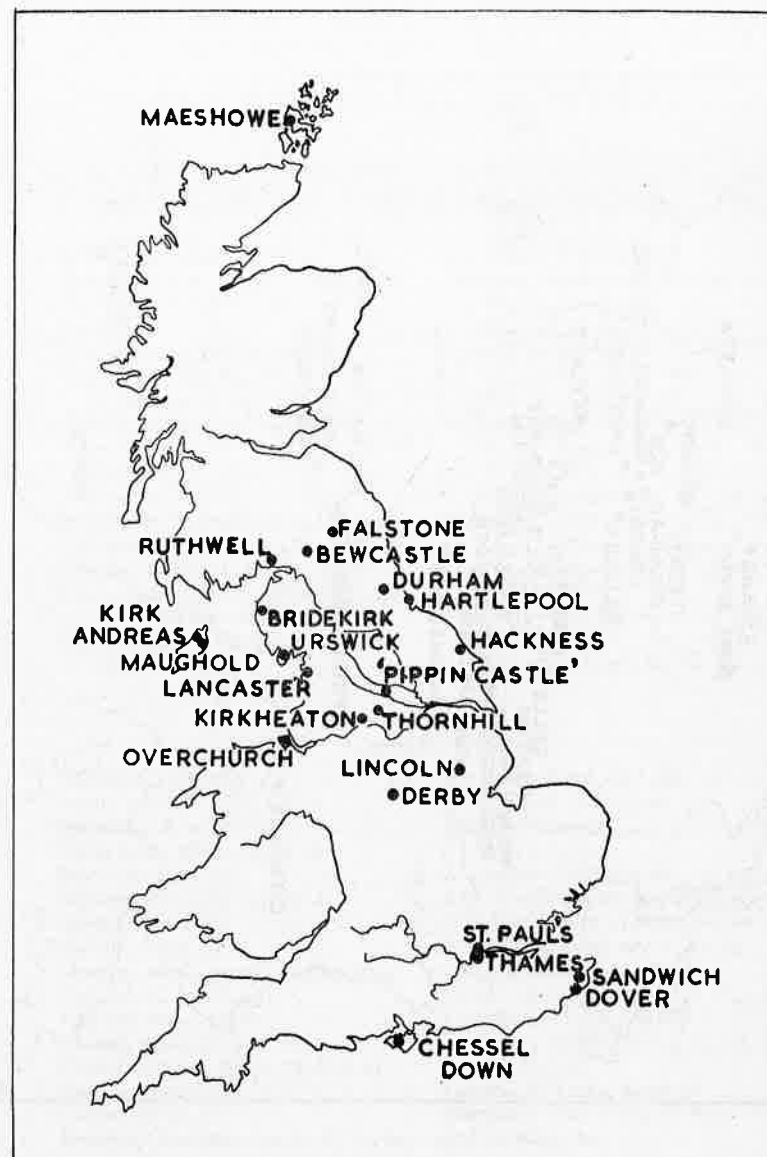 MAESHOWE
FALSTONE
RUTHWELL
BEWCASTLE
DURHAM
HARTLEPOOL
KIRK
ANDREAS
BRIDEKIRK
URSWICK
HACKNESS
MAUGHOLD
'PIPPIN CASTLE'
LANCASTER
KIRKHEATON
THORNHILL
OVERCHURCH
LINCOLN
DERBY
ST. PAULS
THAMES
SANDWICH
DOVER
CHESSEL
DOWN